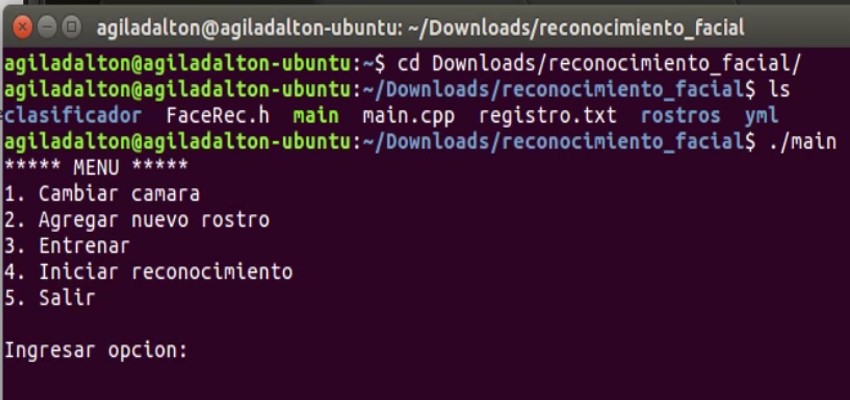 agiladalton@agiladalton-ubuntu: ~/Downloads/reconocimiento_facial
agiladalton@agiladalton-ubuntu:~$ cd Downloads/reconocimiento_facial/
agiladalton@agiladalton-ubuntu:~/Downloads/reconocimiento_facial$ ls
clasificador FaceRec.h main main.cpp registro.txt rostros yml
agiladalton@agiladalton-ubuntu:~/Downloads/reconocimiento_facial$ ./main
***** MENU *****
1. Cambiar camara
2. Agregar nuevo rostro
3. Entrenar
4. Iniciar reconocimiento
5. Salir
Ingresar opcion: